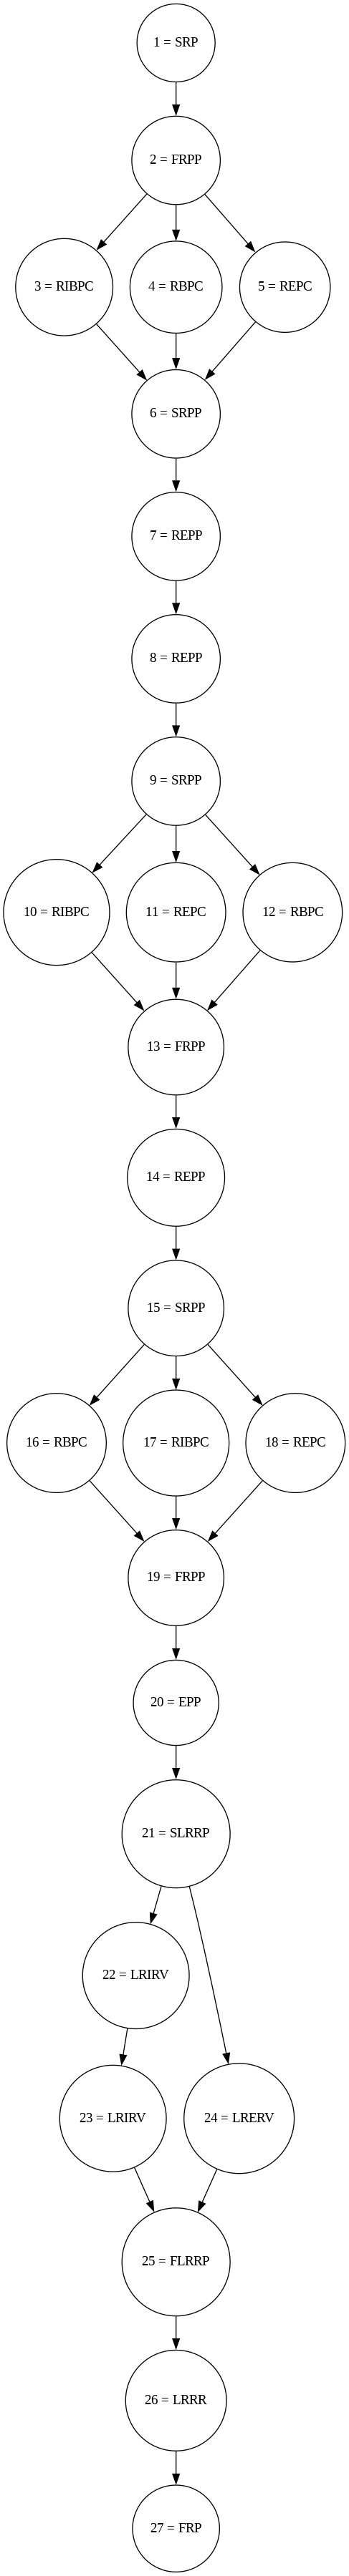 1 = SRP
2 = FRPP
3 = RIBPC
4 = RBPC
5 = REPC
6 = SRPP
7 = REPP
8 = REPP
9 = SRPP
10 = RIBPC
11 = REPC
12 = RBPC
13 = FRPP
14 = REPP
15 = SRPP
16 = RBPC
17 = RIBPC
18 = REPC
19 = FRPP
20 = EPP
21 = SLRRP
22 = LRIRV
23 = LRIRV
24 = LRERV
25 = FLRRP
26 = LRRR
27 = FRP